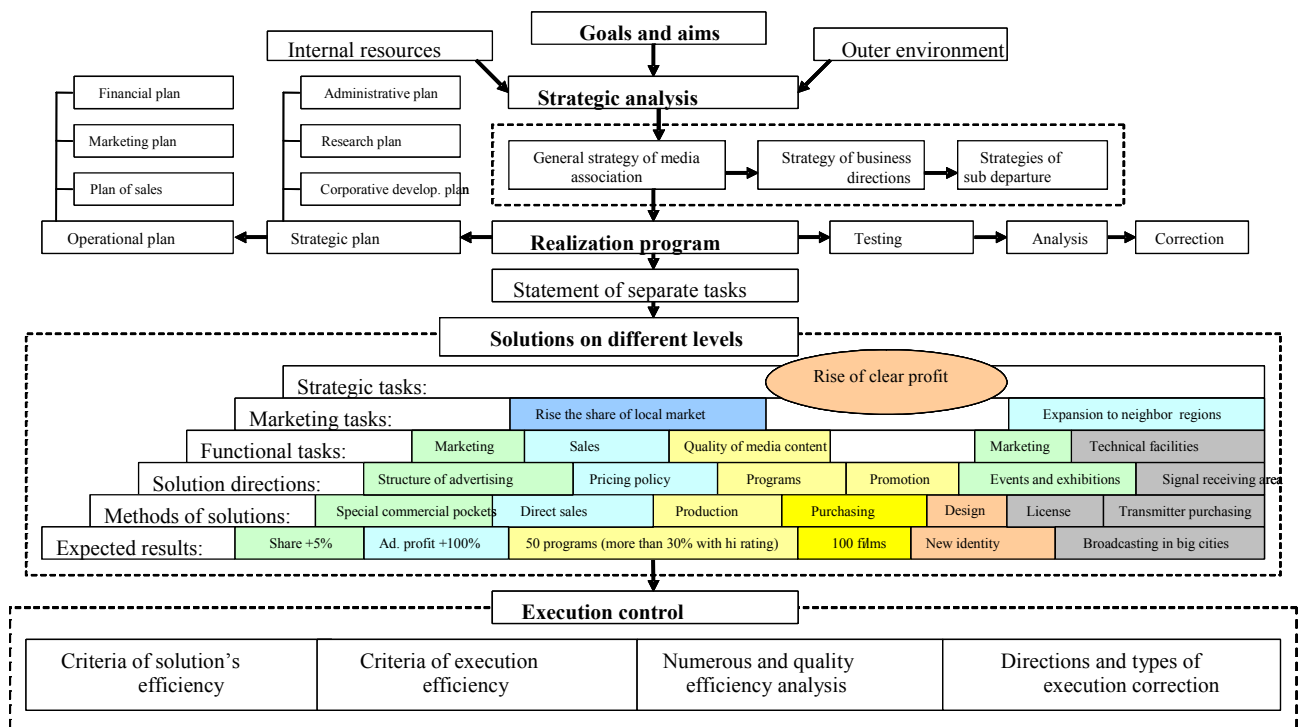 Goals and aims
Internal resources
Outer environment
Financial plan
Administrative plan
Strategic analysis
Marketing plan
Research plan
General strategy of media
association
Strategy of business
directions
Strategies of
sub departure
Plan of sales
Corporative develop. plan
Operational plan
Strategic plan
Realization program
Testing
Analysis
Correction
Statement of separate tasks
Solutions on different levels
Strategic tasks:
Rise of clear profit
Marketing tasks:
Rise the share of local market
Expansion to neighbor regions
Functional tasks:
Marketing
Sales
Quality of media content
Marketing
Technical facilities
Solution directions:
Structure of advertising
Pricing policy
Programs
Promotion
Events and exhibitions
Signal receiving area
Methods of solutions:
Special commercial pockets
Direct sales
Production
Purchasing
Design
License
Transmitter purchasing
Expected results:
Share +5%
Ad. profit +100%
50 programs (more than 30% with hi rating)
100 films
New identity
Broadcasting in big cities
Execution control
Criteria of solution's
efficiency
Criteria of execution
efficiency
Numerous and quality
efficiency analysis
Directions and types of
execution correction